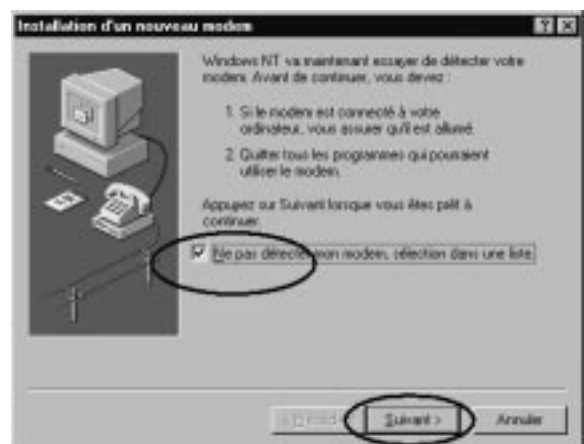 Installation d'un nouveau modem
Windows NT va maintenant essayer de détecter votre
modem. Avant de continuer, vous devez :
1. Si le modem est connecté à votre
ordinateur, vous assurer qu'il est allumé.
2. Quitter tous les programmes qui pourraient
utiliser le modem.
Appuyez sur Suivant lorsque vous êtes prêt à
continuer.
Ne pas détecter mon modem, sélection dans une liste.
Suivant >
Annuler